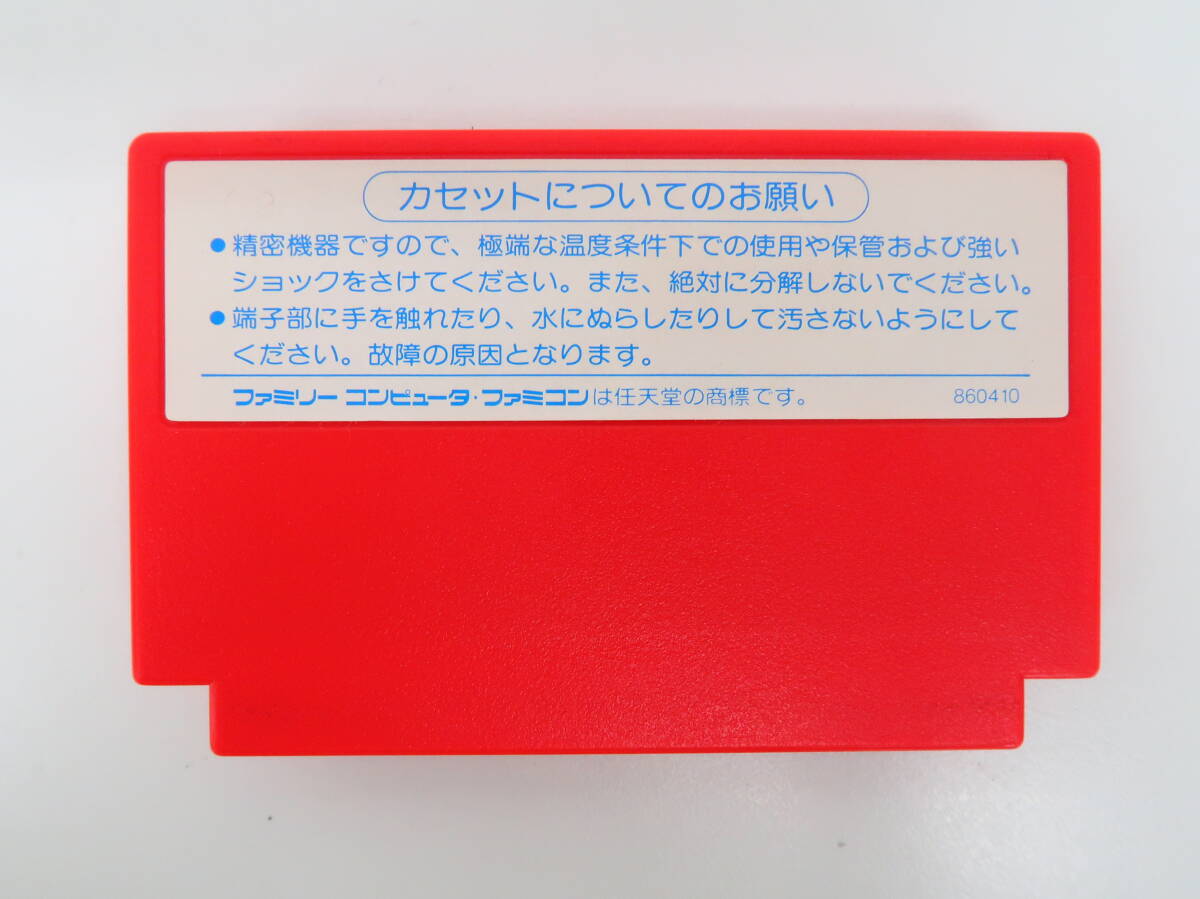 カセットについてのお願い
●精密機器ですので、極端な温度条件下での使用や保管および強い
ショックをさけてください。また、絶対に分解しないでください。
●端子部に手を触れたり、水にぬらしたりして汚さないようにして
ください。故障の原因となります。
ファミリーコンピュータ・ファミコンは任天堂の商標です。 860410